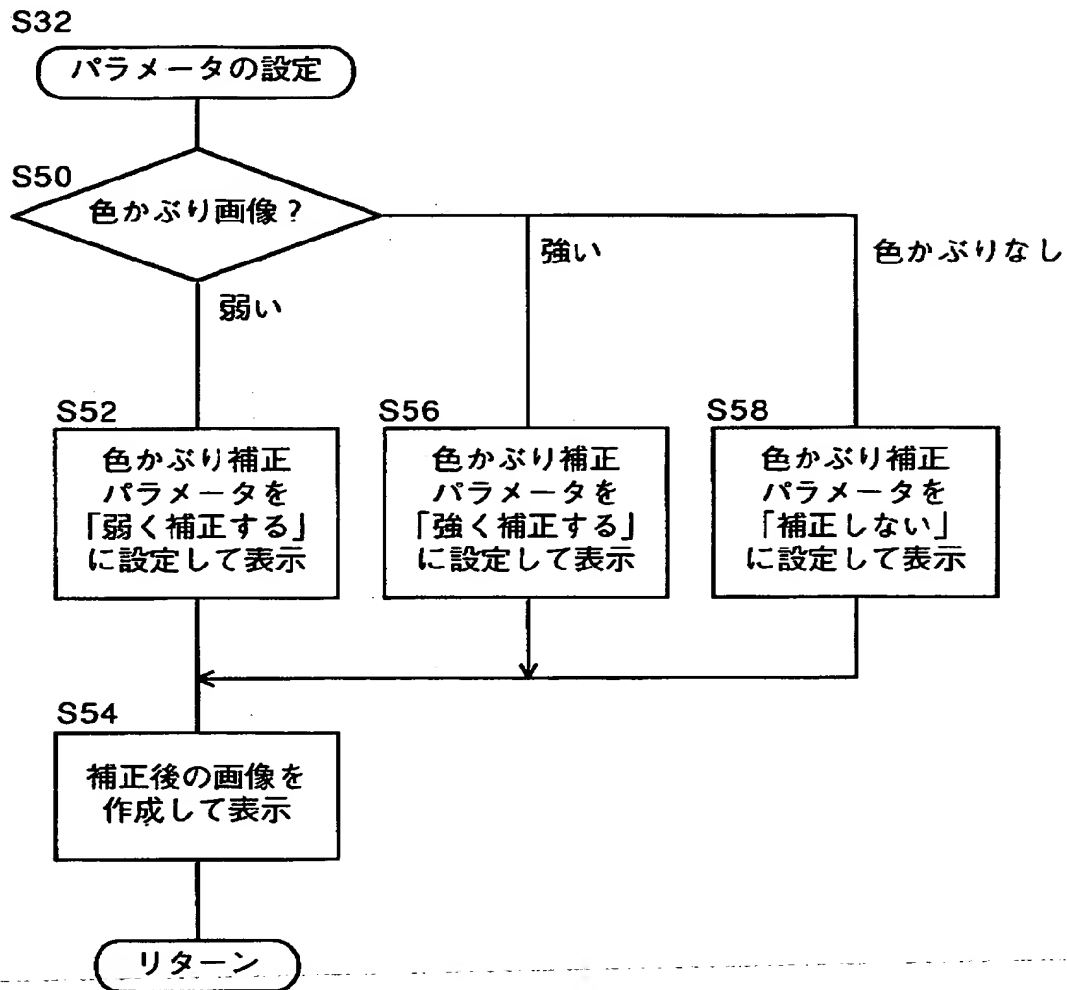 S32
パラメータの設定
S50
色かぶり画像？
強い
色かぶりなし
弱い
S52
色かぶり補正
パラメータを
「弱く補正する」
に設定して表示
S56
色かぶり補正
パラメータを
「強く補正する」
に設定して表示
S58
色かぶり補正
パラメータを
「補正しない」
に設定して表示
S54
補正後の画像を
作成して表示
リターン